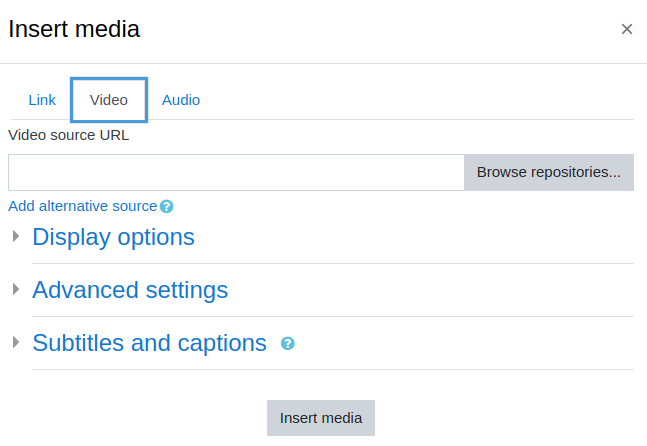 Insert media ×
Link Video Audio
Video source URL
Browse repositories...
Add alternative source ?
Display options
Advanced settings
Subtitles and captions ?
Insert media